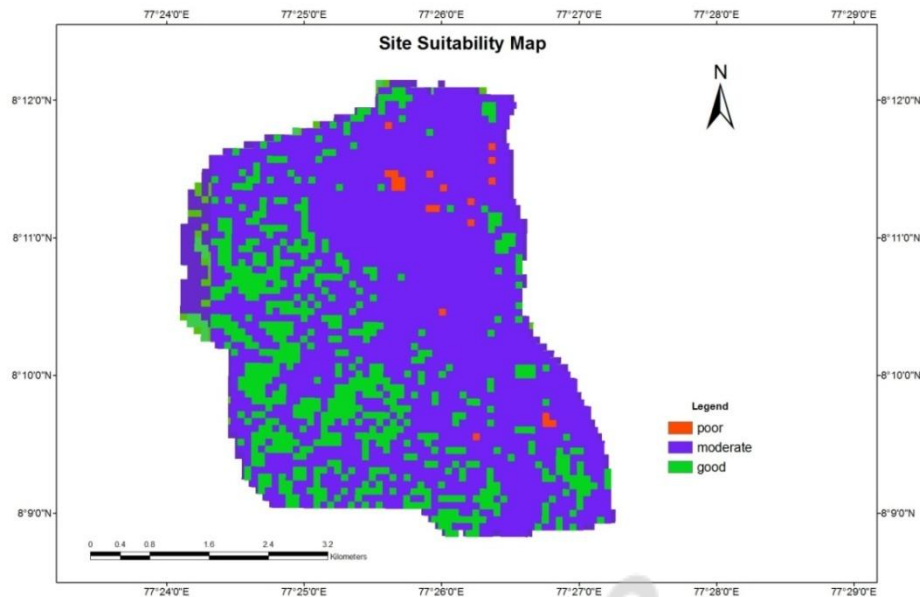 77°24'0"E 77°25'0"E 77°26'0"E 77°27'0"E 77°28'0"E 77°29'0"E
Site Suitability Map
N
8°12'0"N 8°12'0"N
8°11'0"N 8°11'0"N
8°10'0"N 8°10'0"N
Legend
poor
moderate
good
8°9'0"N 8°9'0"N
0 0.4 0.8 1.6 2.4 3.2
Kilometers
77°24'0"E 77°25'0"E 77°26'0"E 77°27'0"E 77°28'0"E 77°29'0"E